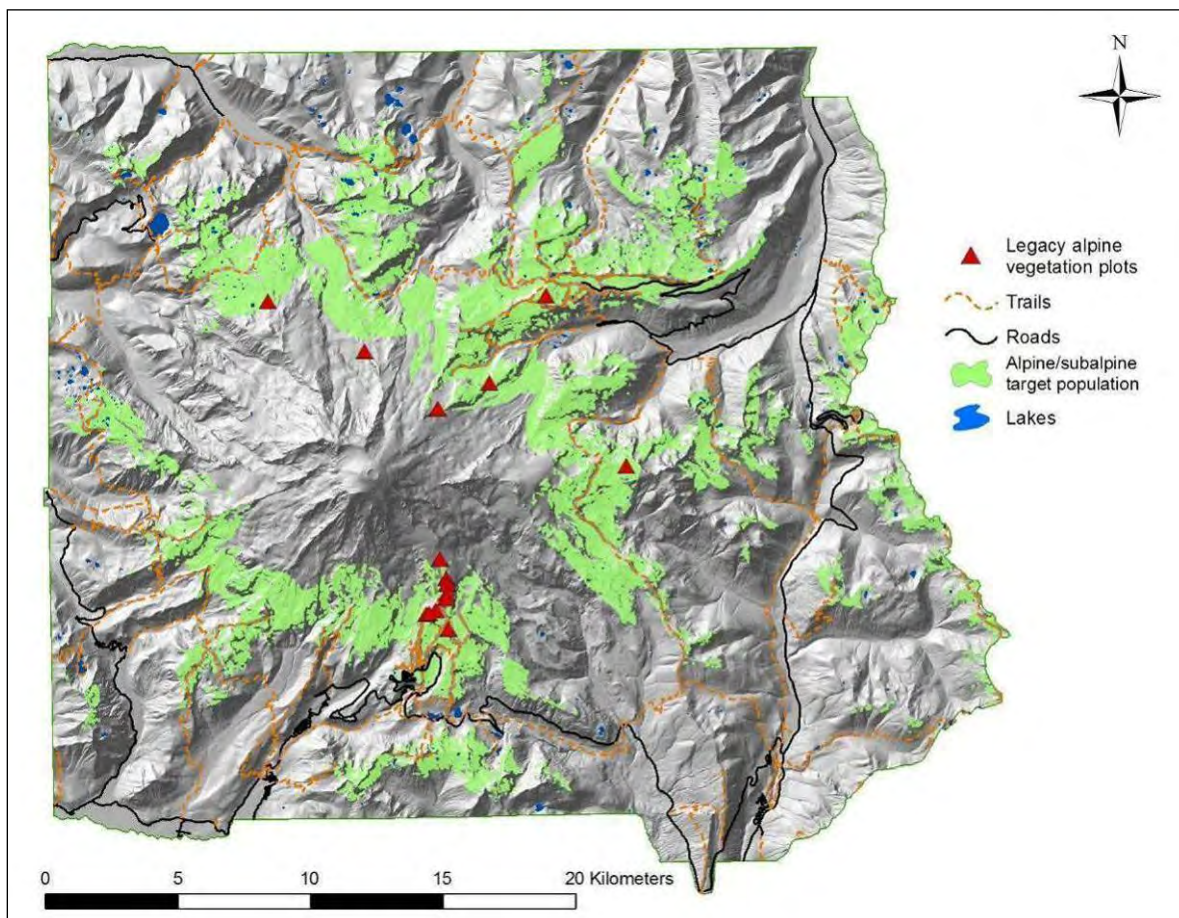 N
Legacy alpine
vegetation plots
Trails
Roads
Alpine/subalpine
target population
Lakes
0 5 10 15 20 Kilometers